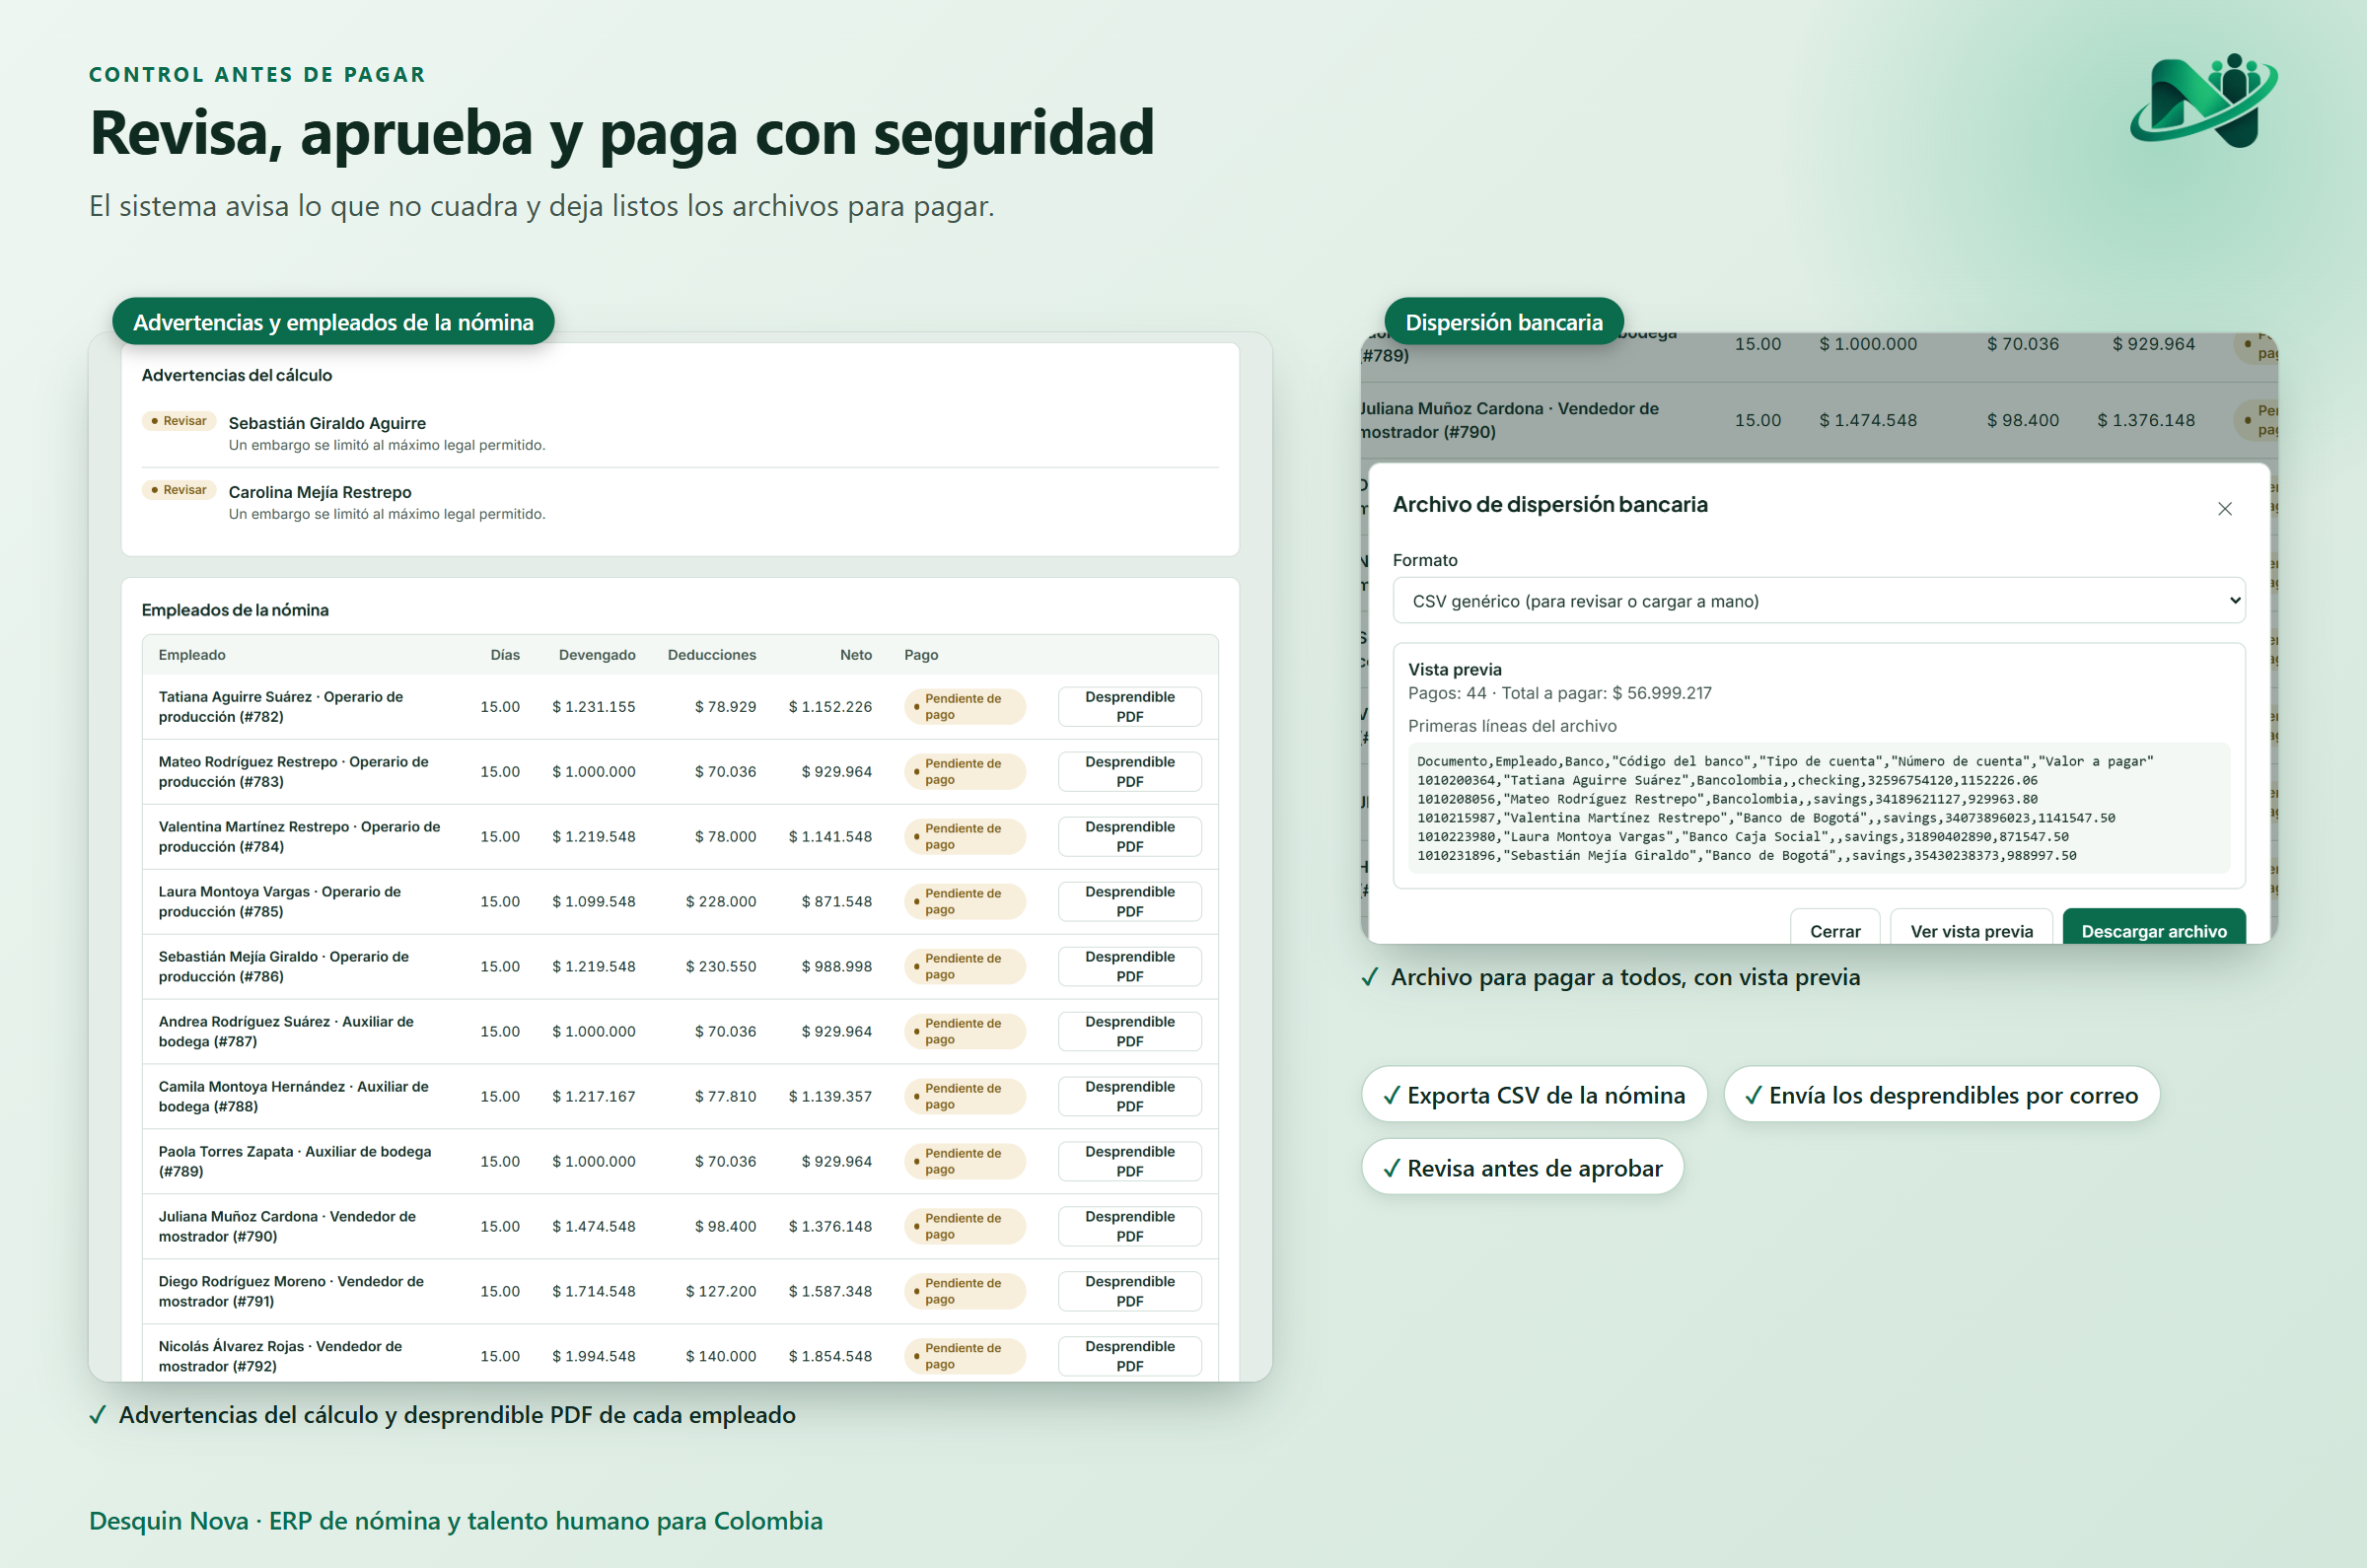 CONTROL ANTES DE PAGAR
Revisa, aprueba y paga con seguridad
El sistema avisa lo que no cuadra y deja listos los archivos para pagar.
Advertencias y empleados de la nómina
Advertencias del cálculo
Revisar Sebastián Giraldo Aguirre
Un embargo se limitó al máximo legal permitido.
Revisar Carolina Mejía Restrepo
Un embargo se limitó al máximo legal permitido.
Empleados de la nómina
Empleado Días Devengado Deducciones Neto Pago
Tatiana Aguirre Suárez · Operario de
producción (#782)
15.00 $ 1.231.155 $ 78.929 $ 1.152.226
Pendiente de
pago
Desprendible
PDF
Mateo Rodríguez Restrepo · Operario de
producción (#783)
15.00 $ 1.000.000 $ 70.036 $ 929.964
Pendiente de
pago
Desprendible
PDF
Valentina Martínez Restrepo · Operario de
producción (#784)
15.00 $ 1.219.548 $ 78.000 $ 1.141.548
Pendiente de
pago
Desprendible
PDF
Laura Montoya Vargas · Operario de
producción (#785)
15.00 $ 1.099.548 $ 228.000 $ 871.548
Pendiente de
pago
Desprendible
PDF
Sebastián Mejía Giraldo · Operario de
producción (#786)
15.00 $ 1.219.548 $ 230.550 $ 988.998
Pendiente de
pago
Desprendible
PDF
Andrea Rodríguez Suárez · Auxiliar de
bodega (#787)
15.00 $ 1.000.000 $ 70.036 $ 929.964
Pendiente de
pago
Desprendible
PDF
Camila Montoya Hernández · Auxiliar de
bodega (#788)
15.00 $ 1.217.167 $ 77.810 $ 1.139.357
Pendiente de
pago
Desprendible
PDF
Paola Torres Zapata · Auxiliar de bodega
(#789)
15.00 $ 1.000.000 $ 70.036 $ 929.964
Pendiente de
pago
Desprendible
PDF
Juliana Muñoz Cardona · Vendedor de
mostrador (#790)
15.00 $ 1.474.548 $ 98.400 $ 1.376.148
Pendiente de
pago
Desprendible
PDF
Diego Rodríguez Moreno · Vendedor de
mostrador (#791)
15.00 $ 1.714.548 $ 127.200 $ 1.587.348
Pendiente de
pago
Desprendible
PDF
Nicolás Álvarez Rojas · Vendedor de
mostrador (#792)
15.00 $ 1.994.548 $ 140.000 $ 1.854.548
Pendiente de
pago
Desprendible
PDF
✓ Advertencias del cálculo y desprendible PDF de cada empleado
Dispersión bancaria
bodega
(#789)
15.00 $ 1.000.000 $ 70.036 $ 929.964
Juliana Muñoz Cardona · Vendedor de
mostrador (#790)
15.00 $ 1.474.548 $ 98.400 $ 1.376.148
Archivo de dispersión bancaria
Formato
CSV genérico (para revisar o cargar a mano)
Vista previa
Pagos: 44 · Total a pagar: $ 56.999.217
Primeras líneas del archivo
Documento,Empleado,Banco,"Código del banco","Tipo de cuenta","Número de cuenta","Valor a pagar"
1010200364,"Tatiana Aguirre Suárez",Bancolombia,,checking,32596754120,1152226.06
1010208056,"Mateo Rodríguez Restrepo",Bancolombia,,savings,34189621127,929963.80
1010215987,"Valentina Martínez Restrepo","Banco de Bogotá",,savings,34073896023,1141547.50
1010223980,"Laura Montoya Vargas","Banco Caja Social",,savings,31890402890,871547.50
1010231896,"Sebastián Mejía Giraldo","Banco de Bogotá",,savings,35430238373,988997.50
Cerrar
Ver vista previa
Descargar archivo
✓ Archivo para pagar a todos, con vista previa
✓ Exporta CSV de la nómina
✓ Envía los desprendibles por correo
✓ Revisa antes de aprobar
Desquin Nova · ERP de nómina y talento humano para Colombia